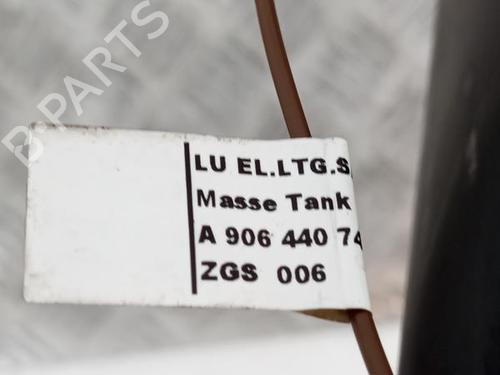 B PARTS
LU EL.LTG.S
Masse Tank
A 906 440 74
ZGS 006